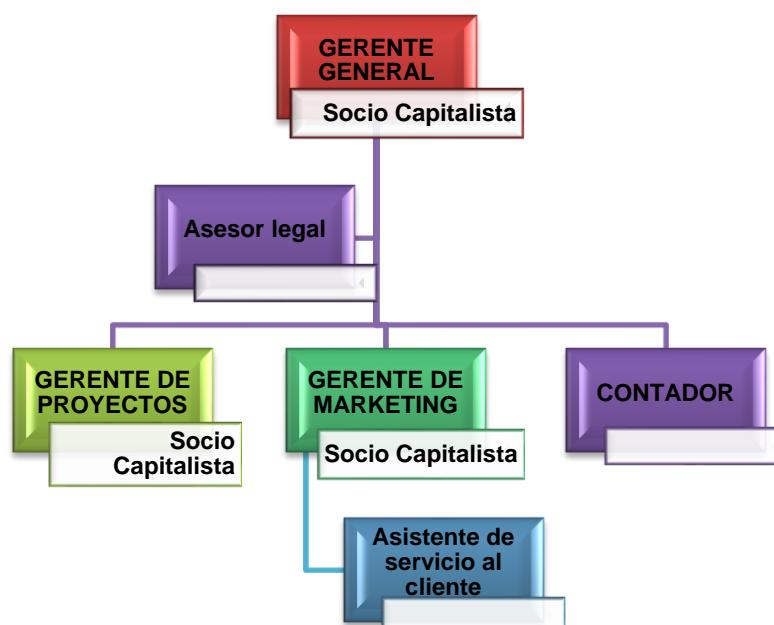 GERENTE
GENERAL
Socio Capitalista
Asesor legal
GERENTE DE
PROYECTOS
Socio
Capitalista
GERENTE DE
MARKETING
Socio Capitalista
CONTADOR
Asistente de
servicio al
cliente